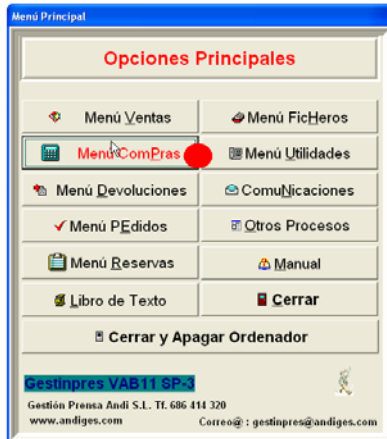 Menú Principal
Opciones Principales
Menú Ventas
Menú FicHeros
Menú ComPras
Menú Utilidades
Menú Devoluciones
ComuNicaciones
Menú PEdidos
Otros Procesos
Menú Reservas
Manual
Libro de Texto
Cerrar
Cerrar y Apagar Ordenador
Gestinpres VAB11 SP-3
Gestión Prensa Andi S.L. Tf. 686 414 320
www.andiges.com Correo@ : gestinpres@andiges.com